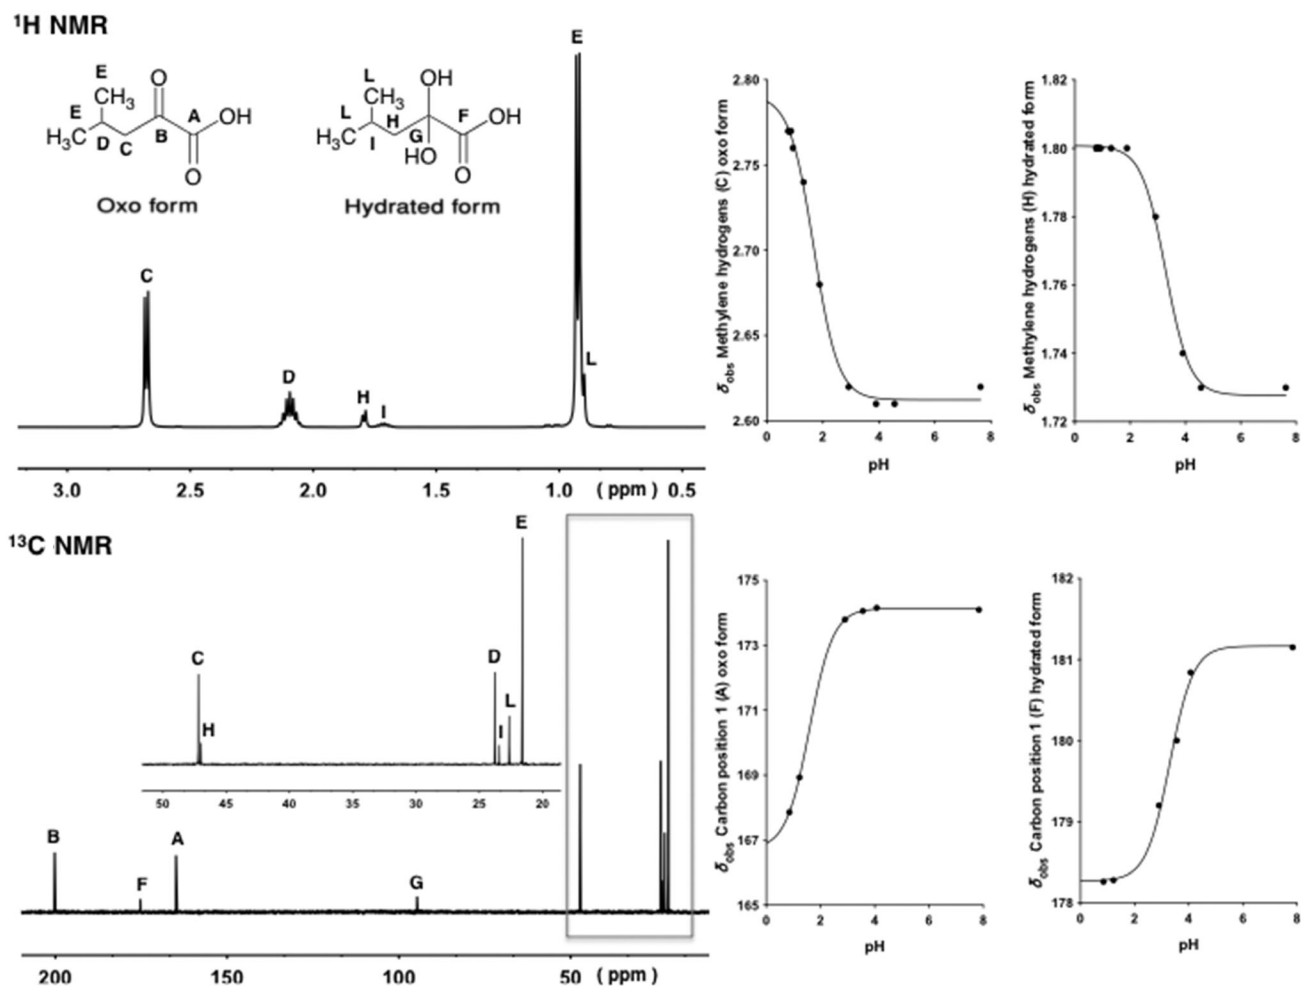 ¹H NMR
E
CH₃
E
H₃C
D
C
O
B
A
OH
O
Oxo form
L
CH₃
L
H₃C
I
H
OH
G
HO
F
OH
O
Hydrated form
C
D
H
I
E
L
3.0 2.5 2.0 1.5 1.0 ( ppm ) 0.5
δobs Methylene hydrogens (C) oxo form
2.80
2.75
2.70
2.65
2.60
0 2 4 6 8
pH
δobs Methylene hydrogens (H) hydrated form
1.82
1.80
1.78
1.76
1.74
1.72
0 2 4 6 8
pH
¹³C NMR
C
H
D
I
L
E
50 45 40 35 30 25 20
B
F
A
G
200 150 100 50 ( ppm )
δobs Carbon position 1 (A) oxo form
175
173
171
169
167
165
0 2 4 6 8
pH
δobs Carbon position 1 (F) hydrated form
182
181
180
179
178
0 2 4 6 8
pH